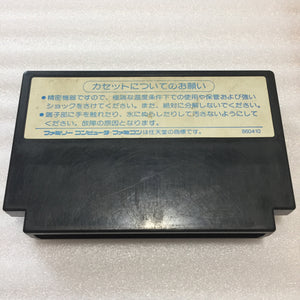 カセットについてのお願い
●精密機器ですので、極端な温度条件下での使用や保管および強い
ショックをさけてください。また、絶対に分解しないでください。
●端子部に手を触れたり、水にぬらしたりして汚さないようにして
ください。故障の原因となります。
ファミリーコンピュータ・ファミコンは任天堂の商標です。
860410